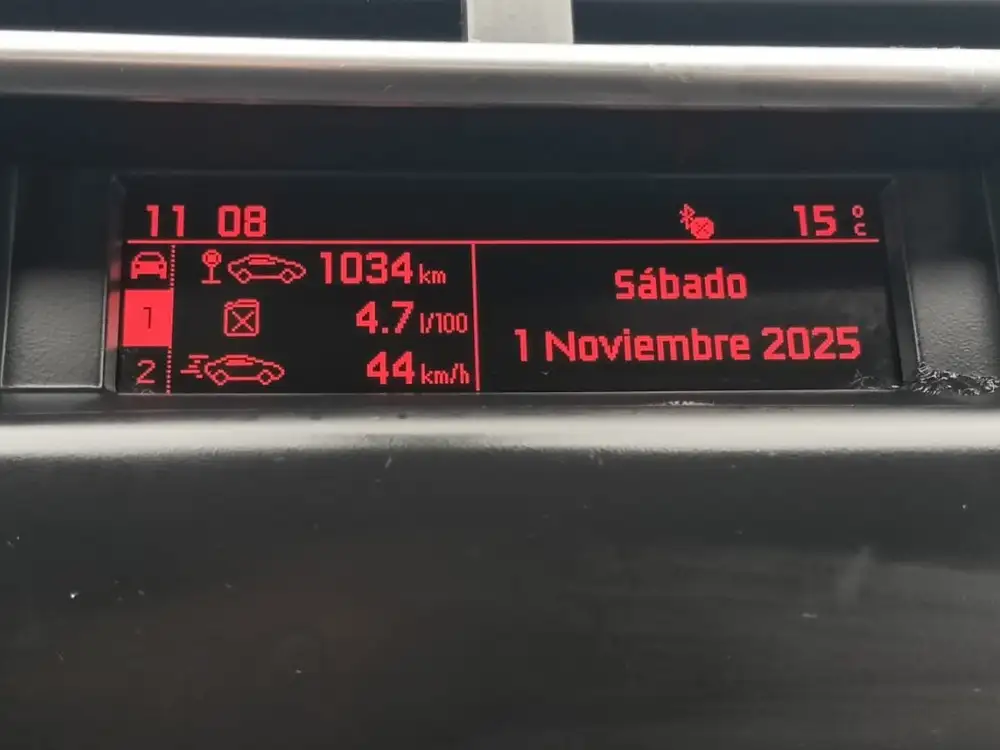 11 08 15 °C
1034 km
1 4.7 l/100
2 44 km/h
Sábado
1 Noviembre 2025